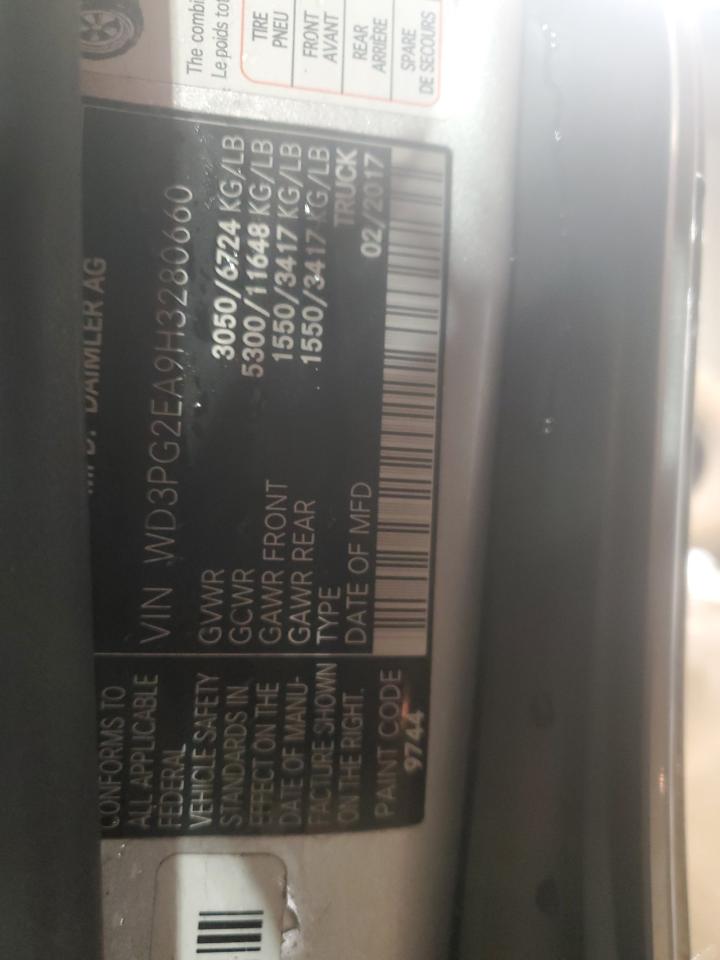 The combi
Le poids tot
TIRE
PNEU
FRONT
AVANT
REAR
ARRIÈRE
SPARE
DE SECOURS
CONFORMS TO
ALL APPLICABLE
FEDERAL
VEHICLE SAFETY
STANDARDS IN
EFFECT ON THE
DATE OF MANU-
FACTURE SHOWN
ON THE RIGHT.
PAINT CODE
9744
MFD. DAIMLER AG
VIN WD3PG2EA9H3280660
GVWR 3050/6724 KG/LB
GCWR 5300/11648 KG/LB
GAWR FRONT 1550/3417 KG/LB
GAWR REAR 1550/3417 KG/LB
TYPE TRUCK
DATE OF MFD 02/2017